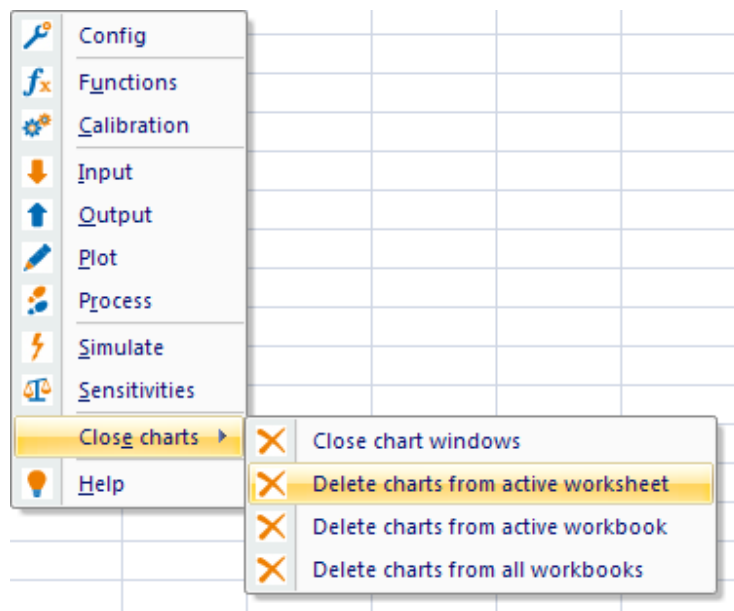 Config
fx Functions
Calibration
Input
Output
Plot
Process
Simulate
Sensitivities
Close charts
Help
Close chart windows
Delete charts from active worksheet
Delete charts from active workbook
Delete charts from all workbooks